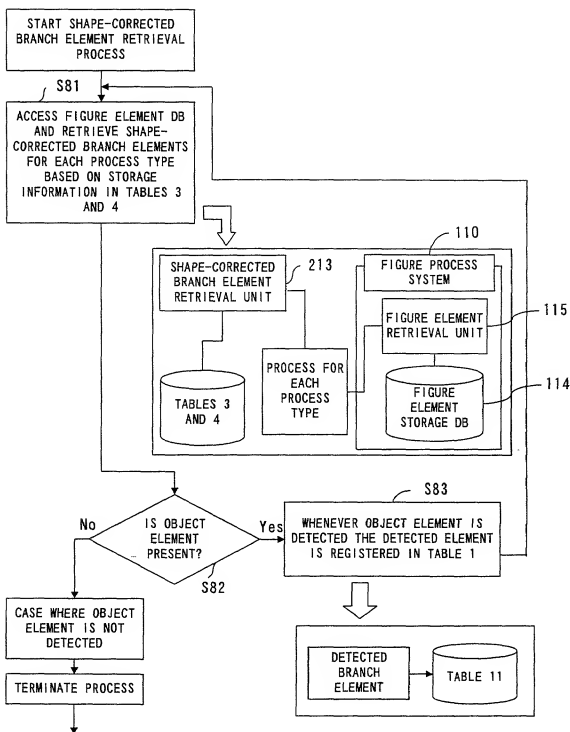 START SHAPE-CORRECTED
BRANCH ELEMENT RETRIEVAL
PROCESS
S81
ACCESS FIGURE ELEMENT DB
AND RETRIEVE SHAPE-
CORRECTED BRANCH ELEMENTS
FOR EACH PROCESS TYPE
BASED ON STORAGE
INFORMATION IN TABLES 3
AND 4
110
SHAPE-CORRECTED
BRANCH ELEMENT
RETRIEVAL UNIT
213
FIGURE PROCESS
SYSTEM
115
FIGURE ELEMENT
RETRIEVAL UNIT
PROCESS FOR
EACH
PROCESS
TYPE
TABLES 3
AND 4
FIGURE
ELEMENT
STORAGE DB
114
S83
No
IS OBJECT
ELEMENT
PRESENT?
Yes
WHENEVER OBJECT ELEMENT IS
DETECTED THE DETECTED ELEMENT
IS REGISTERED IN TABLE 1
S82
CASE WHERE OBJECT
ELEMENT IS NOT
DETECTED
DETECTED
BRANCH
ELEMENT
TABLE 11
TERMINATE PROCESS